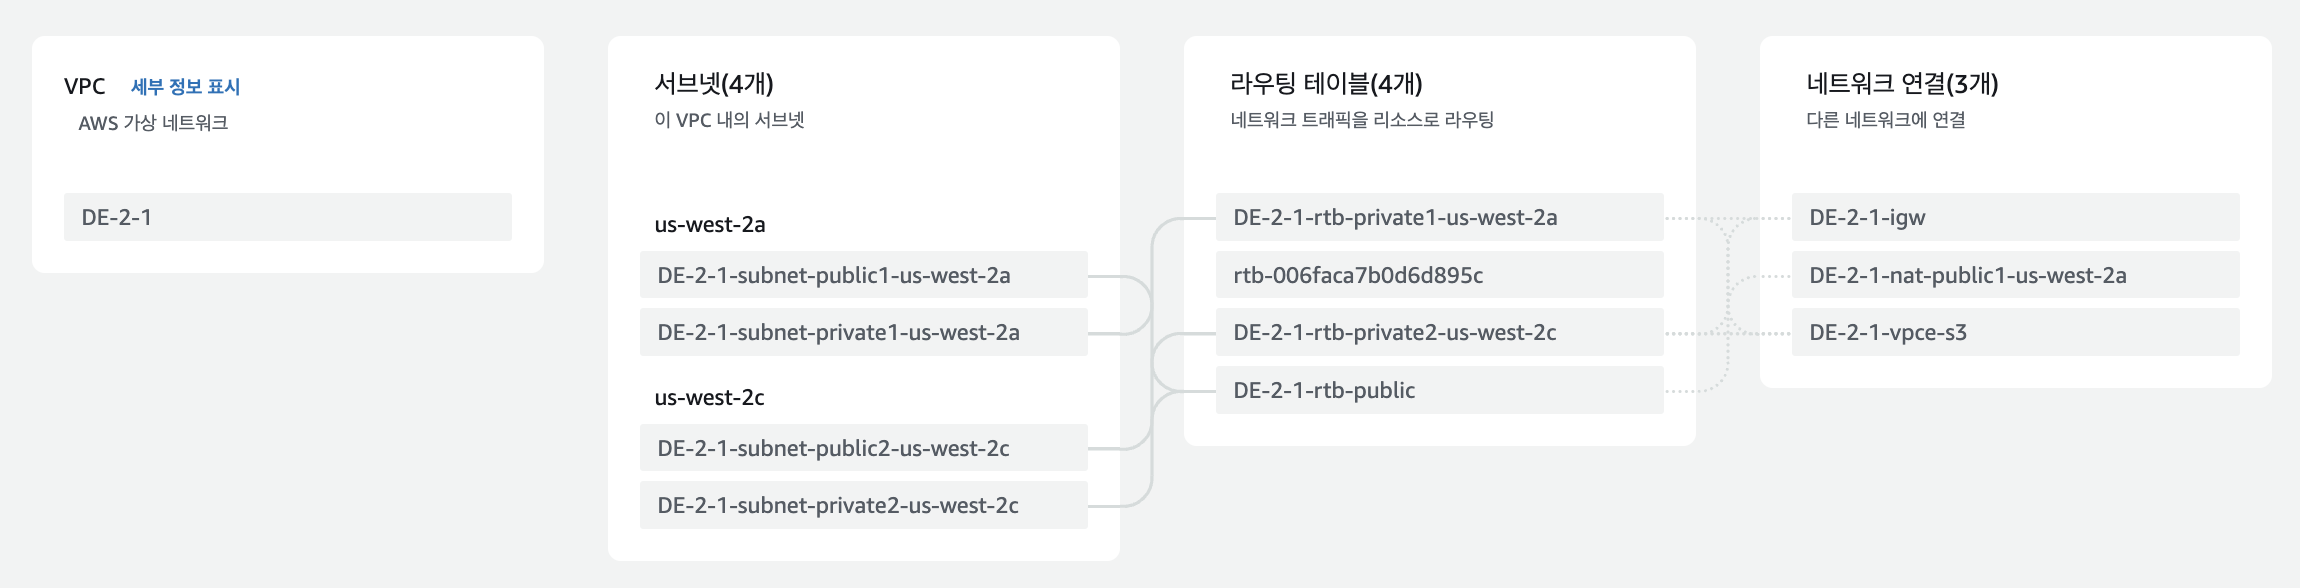 VPC 세부 정보 표시
AWS 가상 네트워크
DE-2-1
서브넷(4개)
이 VPC 내의 서브넷
us-west-2a
DE-2-1-subnet-public1-us-west-2a
DE-2-1-subnet-private1-us-west-2a
us-west-2c
DE-2-1-subnet-public2-us-west-2c
DE-2-1-subnet-private2-us-west-2c
라우팅 테이블(4개)
네트워크 트래픽을 리소스로 라우팅
DE-2-1-rtb-private1-us-west-2a
rtb-006faca7b0d6d895c
DE-2-1-rtb-private2-us-west-2c
DE-2-1-rtb-public
네트워크 연결(3개)
다른 네트워크에 연결
DE-2-1-igw
DE-2-1-nat-public1-us-west-2a
DE-2-1-vpce-s3